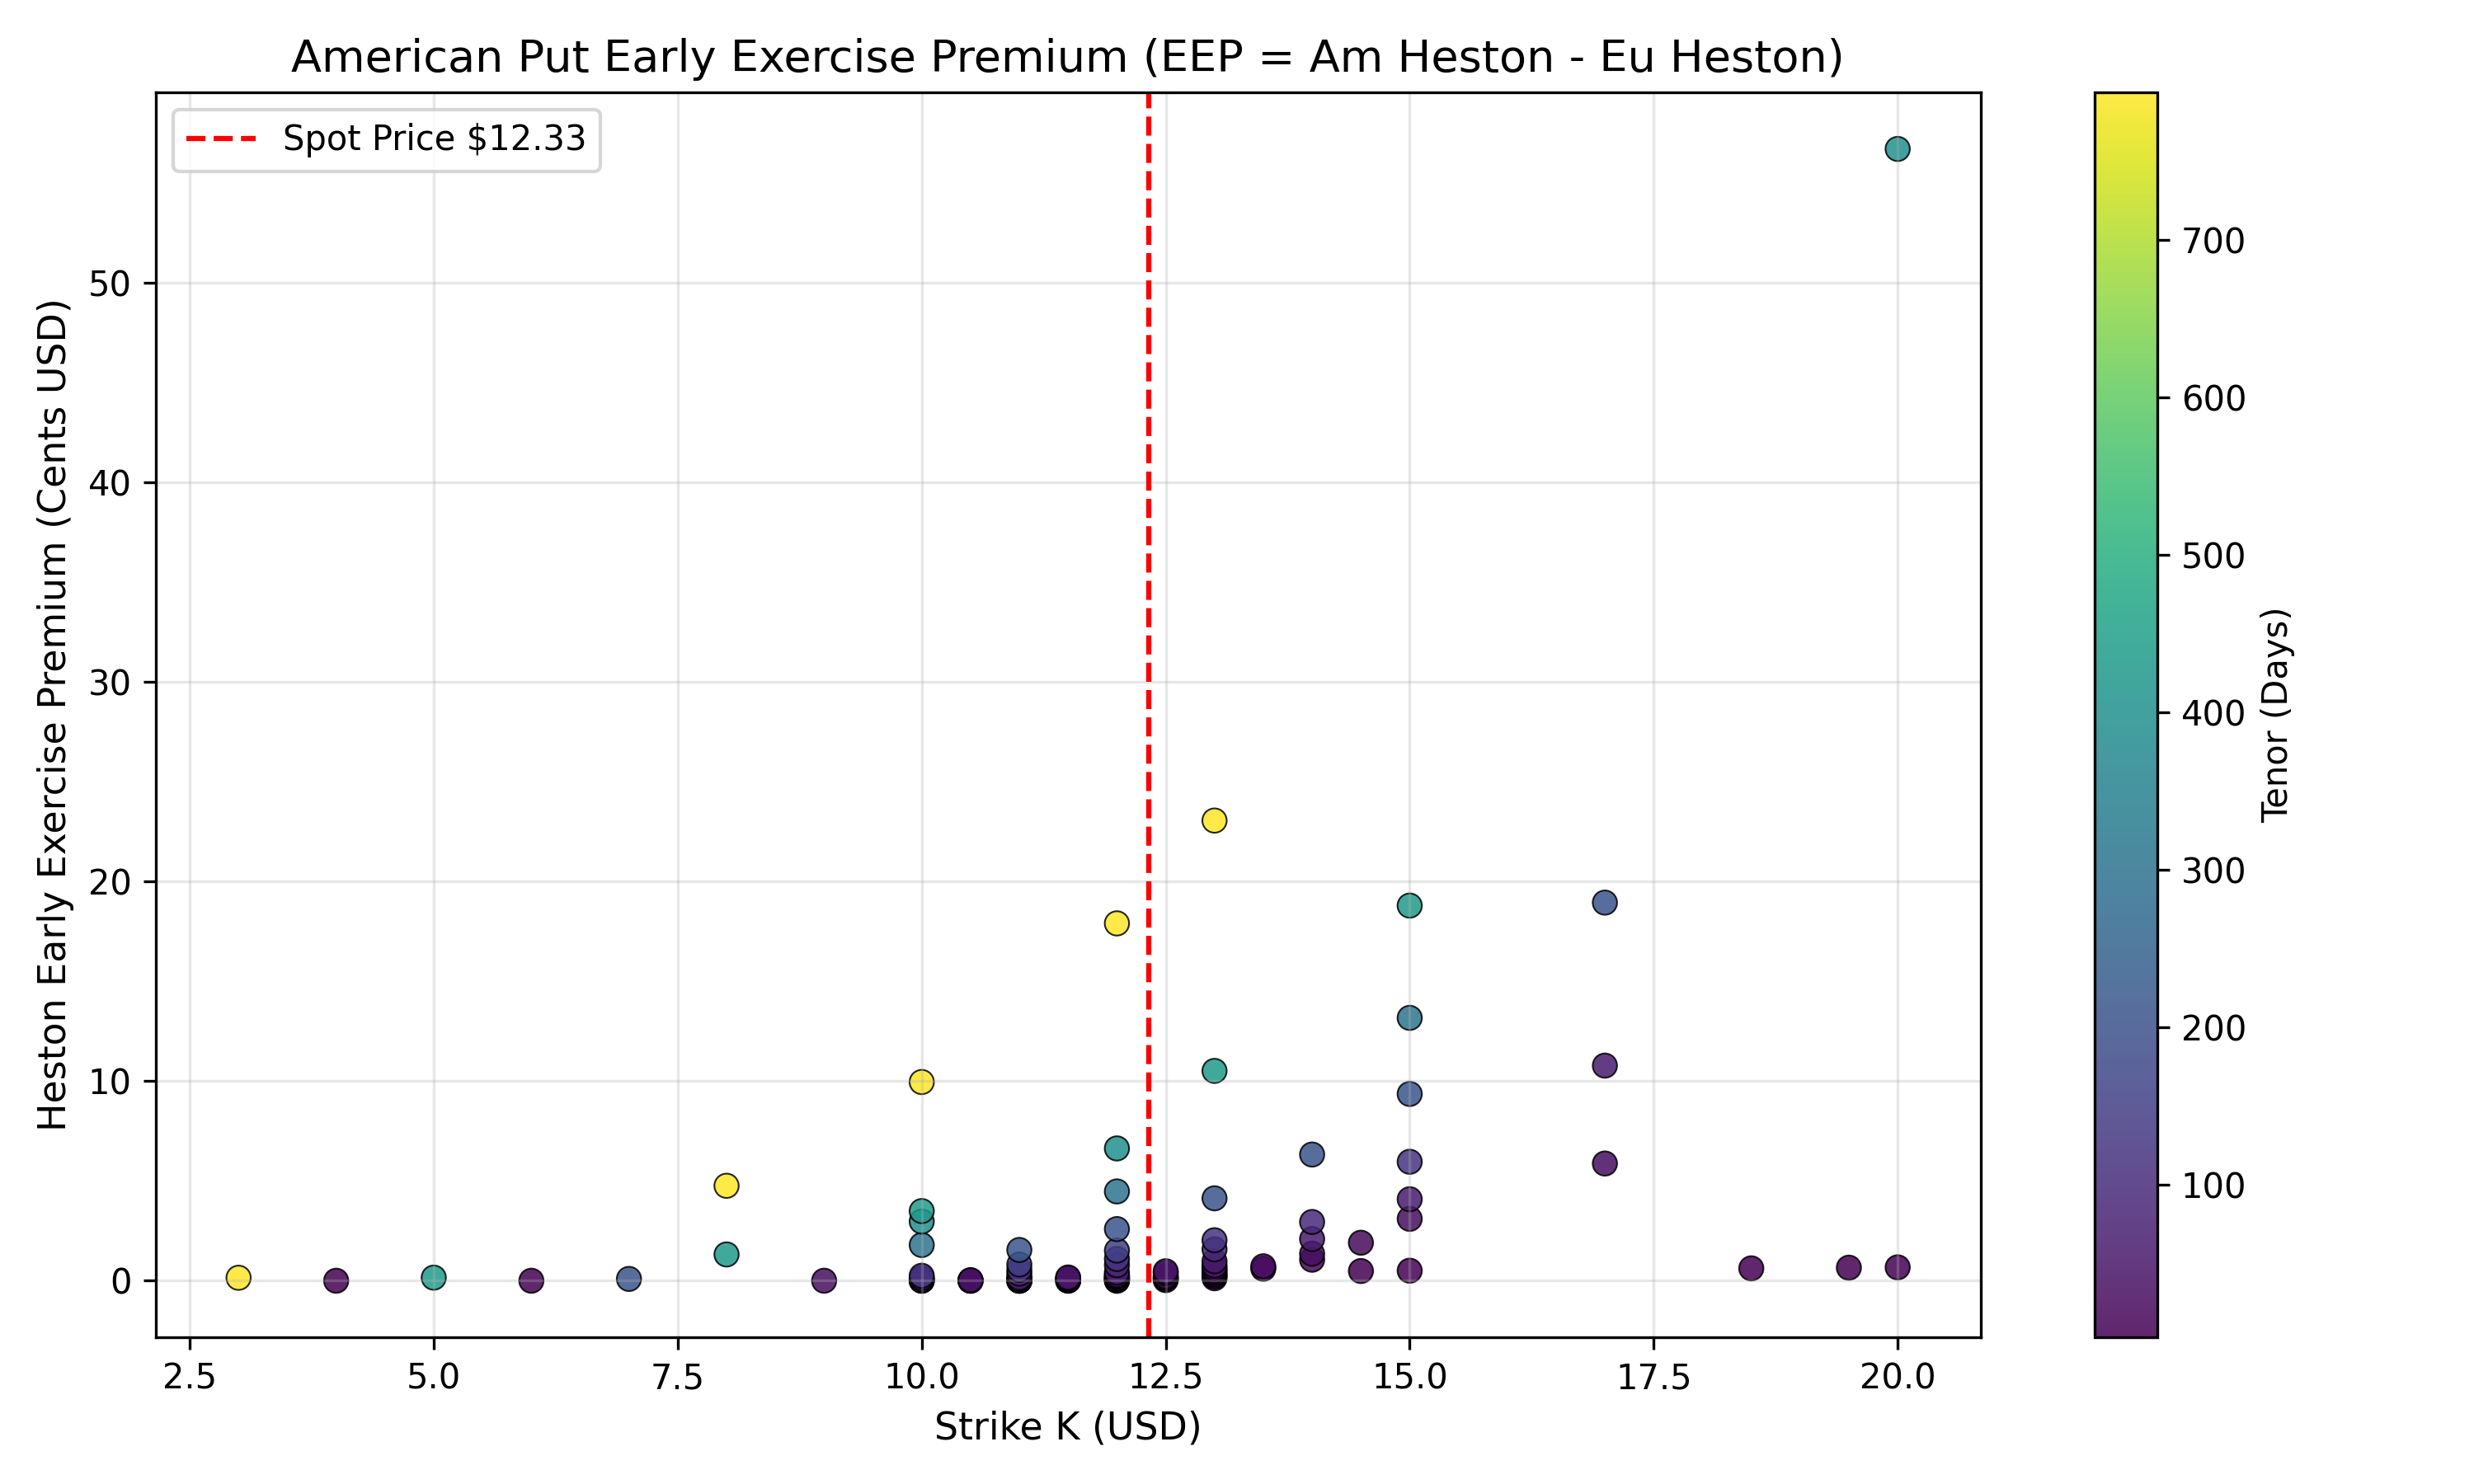 American Put Early Exercise Premium (EEP = Am Heston - Eu Heston)
Spot Price $12.33
Heston Early Exercise Premium (Cents USD)
50
40
30
20
10
0
2.5 5.0 7.5 10.0 12.5 15.0 17.5 20.0
Strike K (USD)
700
600
500
400
300
200
100
Tenor (Days)